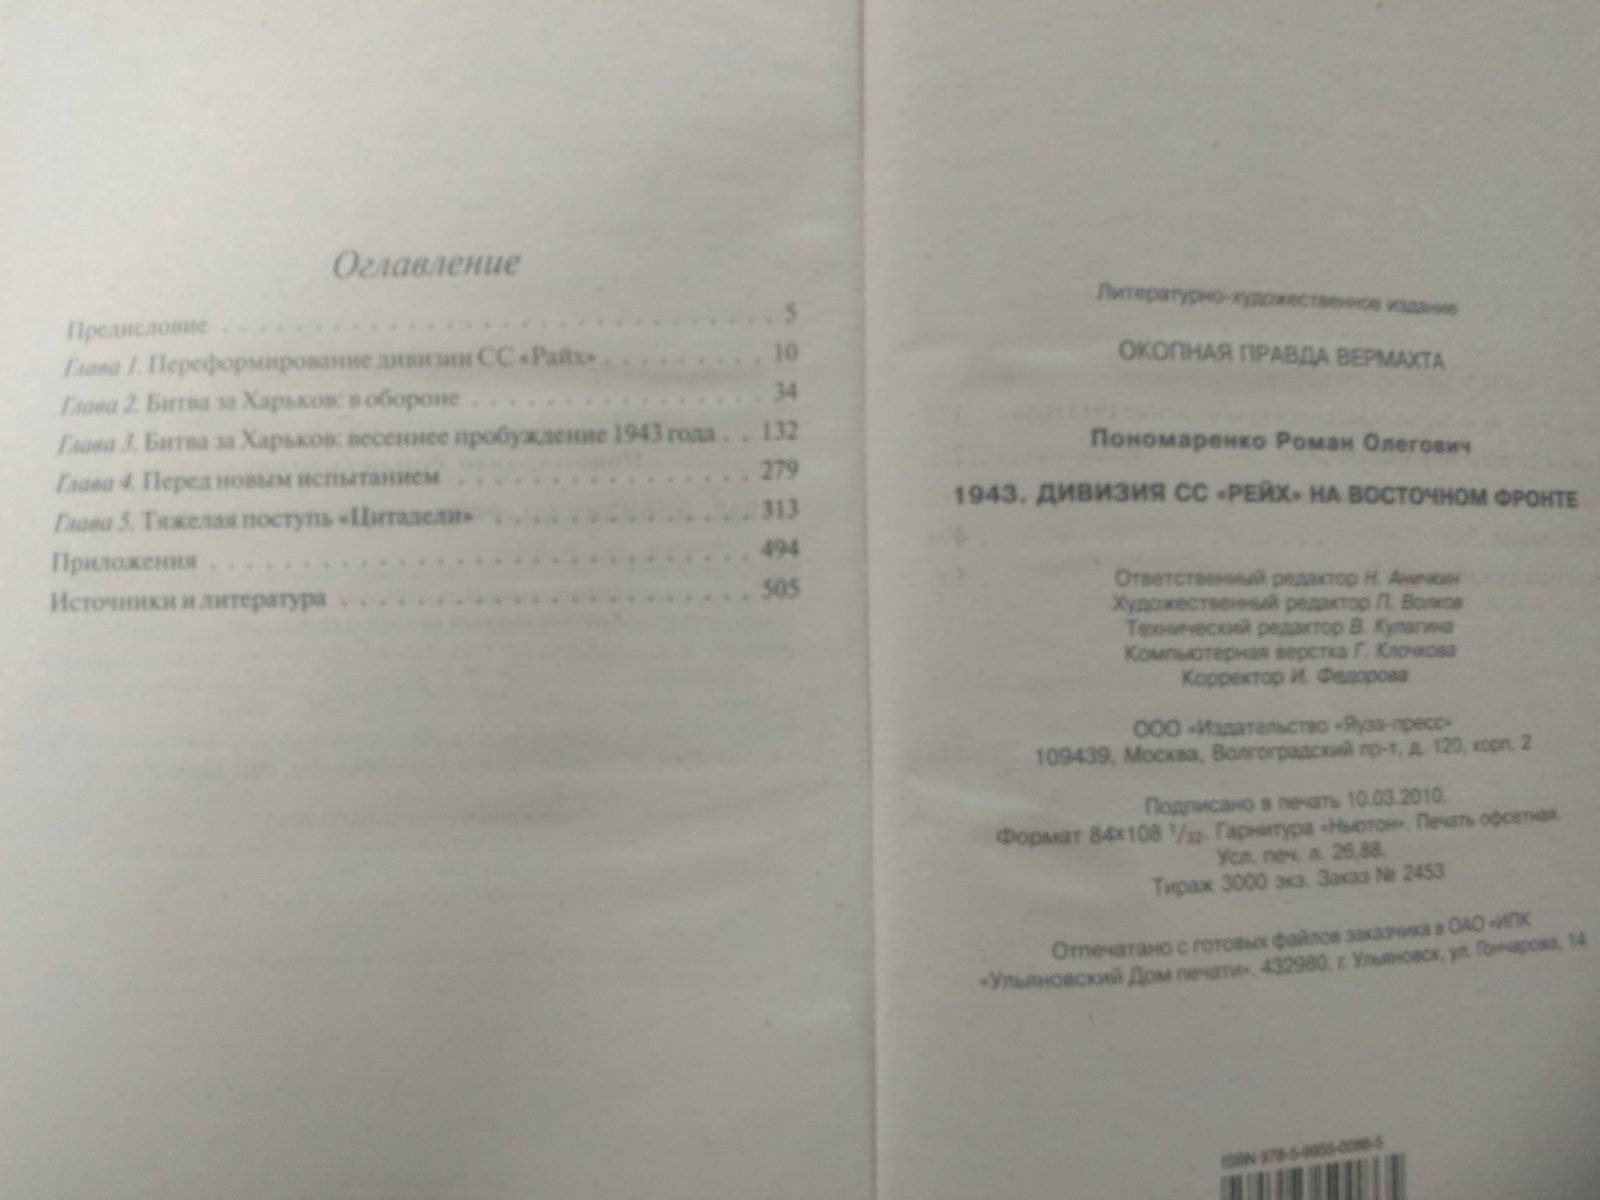 Оглавление
Предисловие . . . . . . . . . . . . . . . . . . . . . . . . . . . . . . 5
Глава 1. Переформирование дивизии СС «Райх» . . . . . . . . . 10
Глава 2. Битва за Харьков: в обороне . . . . . . . . . . . . . . . . . 34
Глава 3. Битва за Харьков: весеннее пробуждение 1943 года . . 132
Глава 4. Перед новым испытанием . . . . . . . . . . . . . . . . 279
Глава 5. Тяжелая поступь «Цитадели» . . . . . . . . . . . . . . 313
Приложения . . . . . . . . . . . . . . . . . . . . . . . . . . . . . 494
Источники и литература . . . . . . . . . . . . . . . . . . . . . . 505
Литературно-художественное издание
ОКОПНАЯ ПРАВДА ВЕРМАХТА
Пономаренко Роман Олегович
1943. ДИВИЗИЯ СС «РЕЙХ» НА ВОСТОЧНОМ ФРОНТЕ
Ответственный редактор Н. Аничкин
Художественный редактор П. Волков
Технический редактор В. Кулагина
Компьютерная верстка Г. Клочкова
Корректор И. Федорова
ООО «Издательство «Яуза-пресс»
109439, Москва, Волгоградский пр-т, д. 120, корп. 2
Подписано в печать 10.03.2010.
Формат 84×108 1/32. Гарнитура «Ньютон». Печать офсетная.
Усл. печ. л. 26,88.
Тираж 3000 экз. Заказ № 2453
Отпечатано с готовых файлов заказчика в ОАО «ИПК
«Ульяновский Дом печати». 432980, г. Ульяновск, ул. Гончарова, 14
ISBN 978-5-9955-0086-5